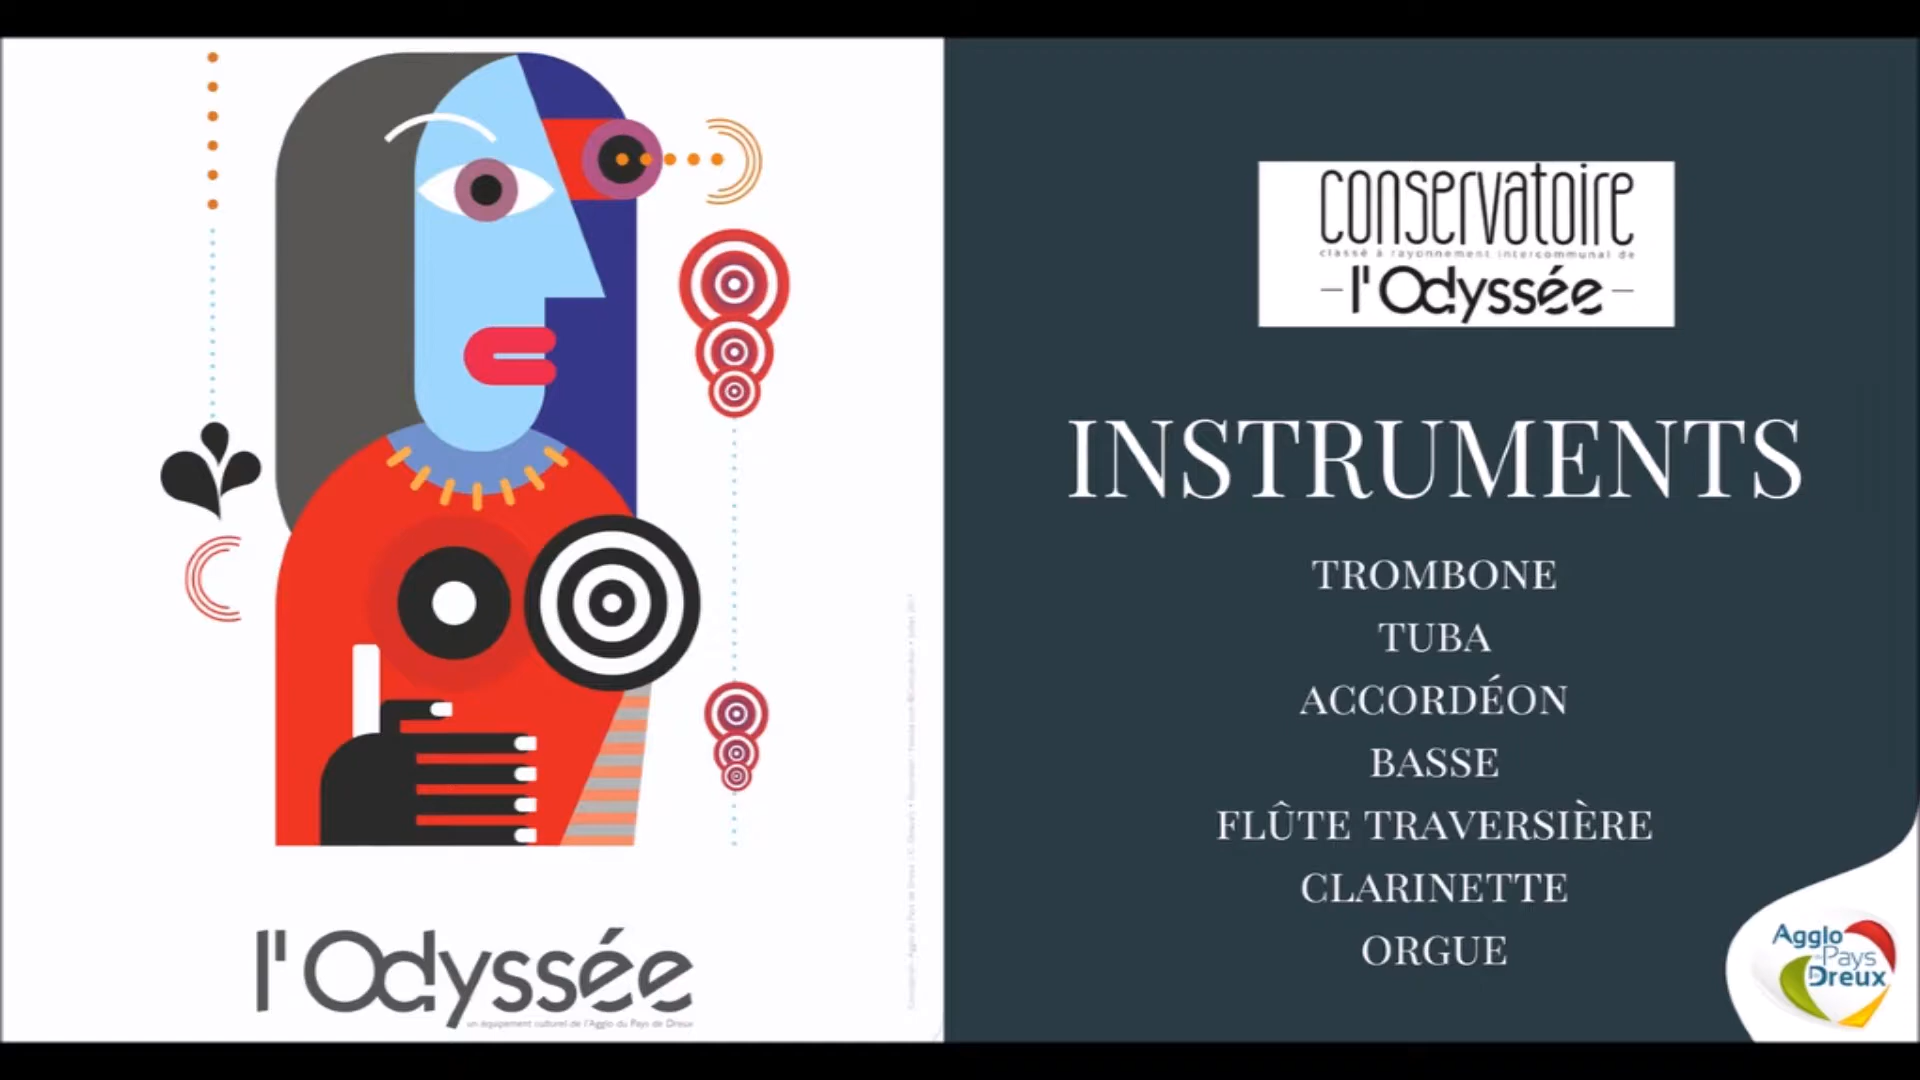 l'Odyssée
un équipement culturel de l'Agglo du Pays de Dreux
conservatoire
classé à rayonnement intercommunal de
l'Odyssée
INSTRUMENTS
TROMBONE
TUBA
ACCORDÉON
BASSE
FLÛTE TRAVERSIÈRE
CLARINETTE
ORGUE
Agglo
Pays
Dreux